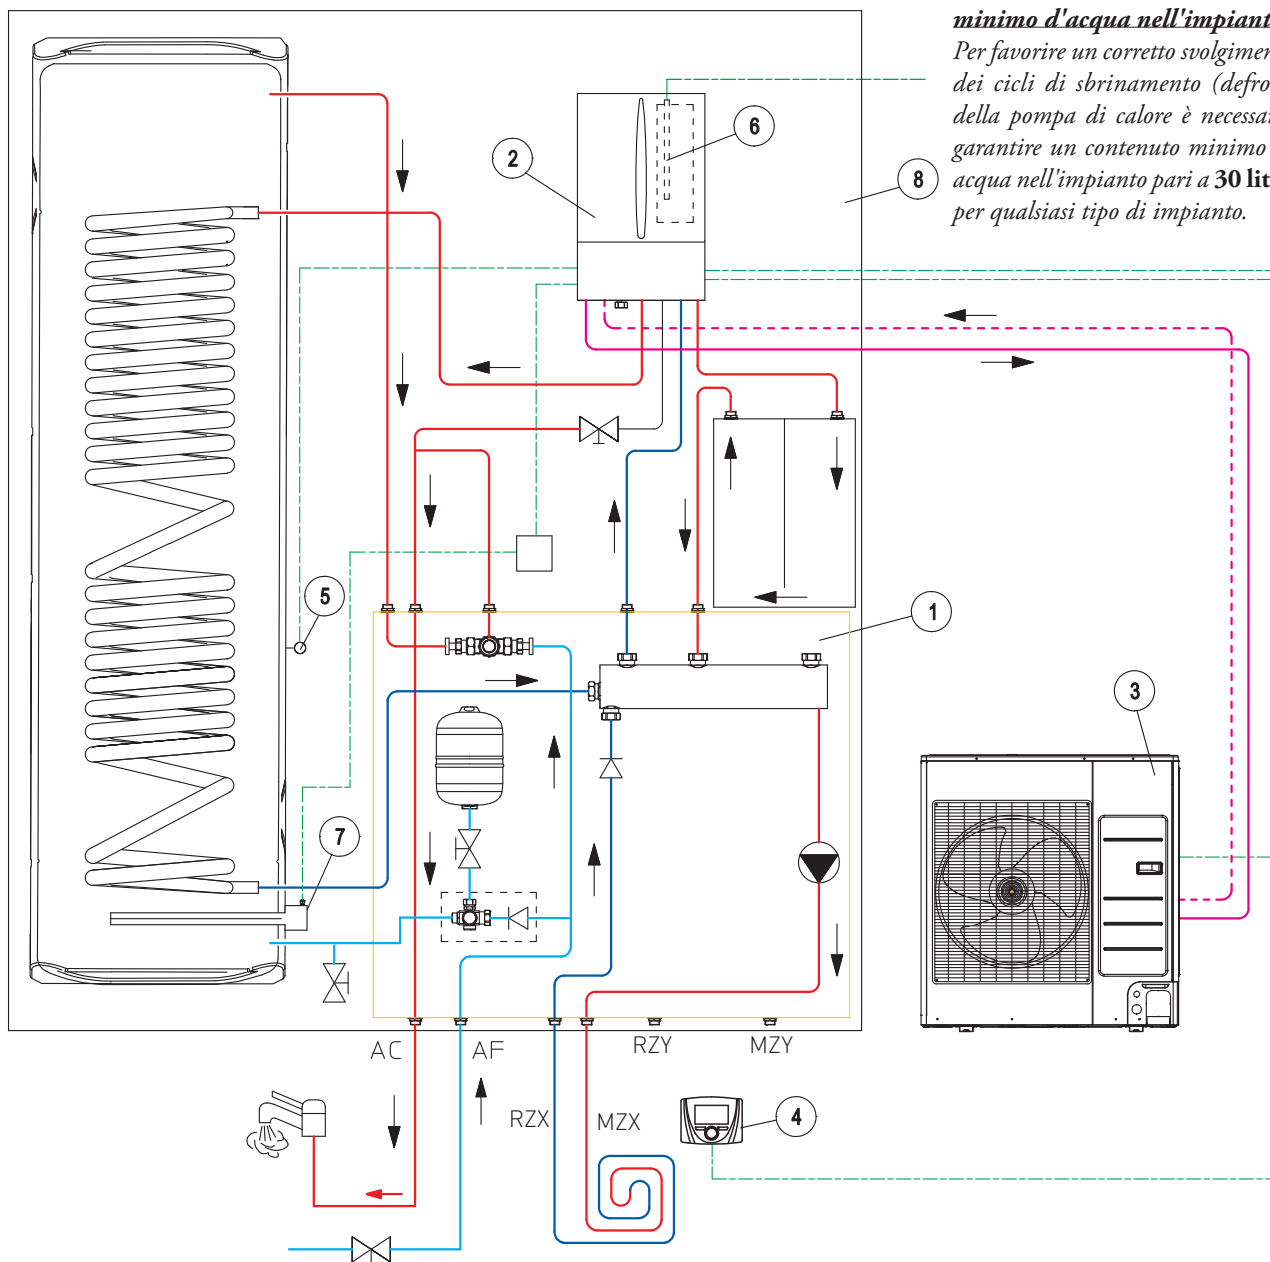 minimo d'acqua nell'impiant
Per favorire un corretto svolgimen
dei cicli di sbrinamento (defro
della pompa di calore è necessar
garantire un contenuto minimo
acqua nell'impianto pari a 30 lit
per qualsiasi tipo di impianto.
6
2
8
5
1
3
7
AC
AF
RZY
MZY
RZX
MZX
4